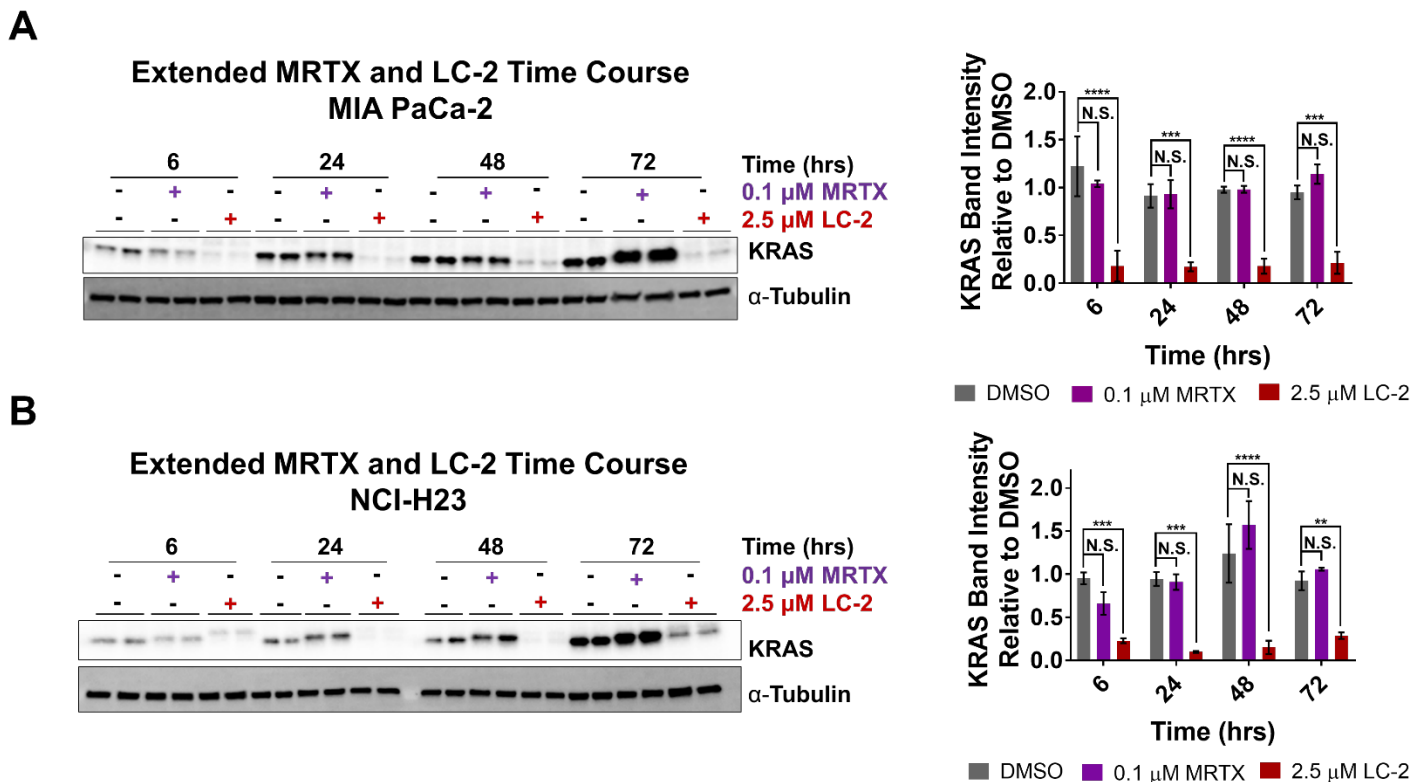 A
Extended MRTX and LC-2 Time Course
MIA PaCa-2
6 24 48 72 Time (hrs)
- + - - + - - + - - + - 0.1 µM MRTX
- - + - - + - - + - - + 2.5 µM LC-2
KRAS
α-Tubulin
KRAS Band Intensity
Relative to DMSO
2.0
1.5
1.0
0.5
0.0
**** *** **** ***
N.S. N.S. N.S. N.S.
6 24 48 72
Time (hrs)
DMSO 0.1 µM MRTX 2.5 µM LC-2
B
Extended MRTX and LC-2 Time Course
NCI-H23
6 24 48 72 Time (hrs)
- + - - + - - + - - + - 0.1 µM MRTX
- - + - - + - - + - - + 2.5 µM LC-2
KRAS
α-Tubulin
KRAS Band Intensity
Relative to DMSO
2.0
1.5
1.0
0.5
0.0
*** *** **** **
N.S. N.S. N.S. N.S.
6 24 48 72
Time (hrs)
DMSO 0.1 µM MRTX 2.5 µM LC-2